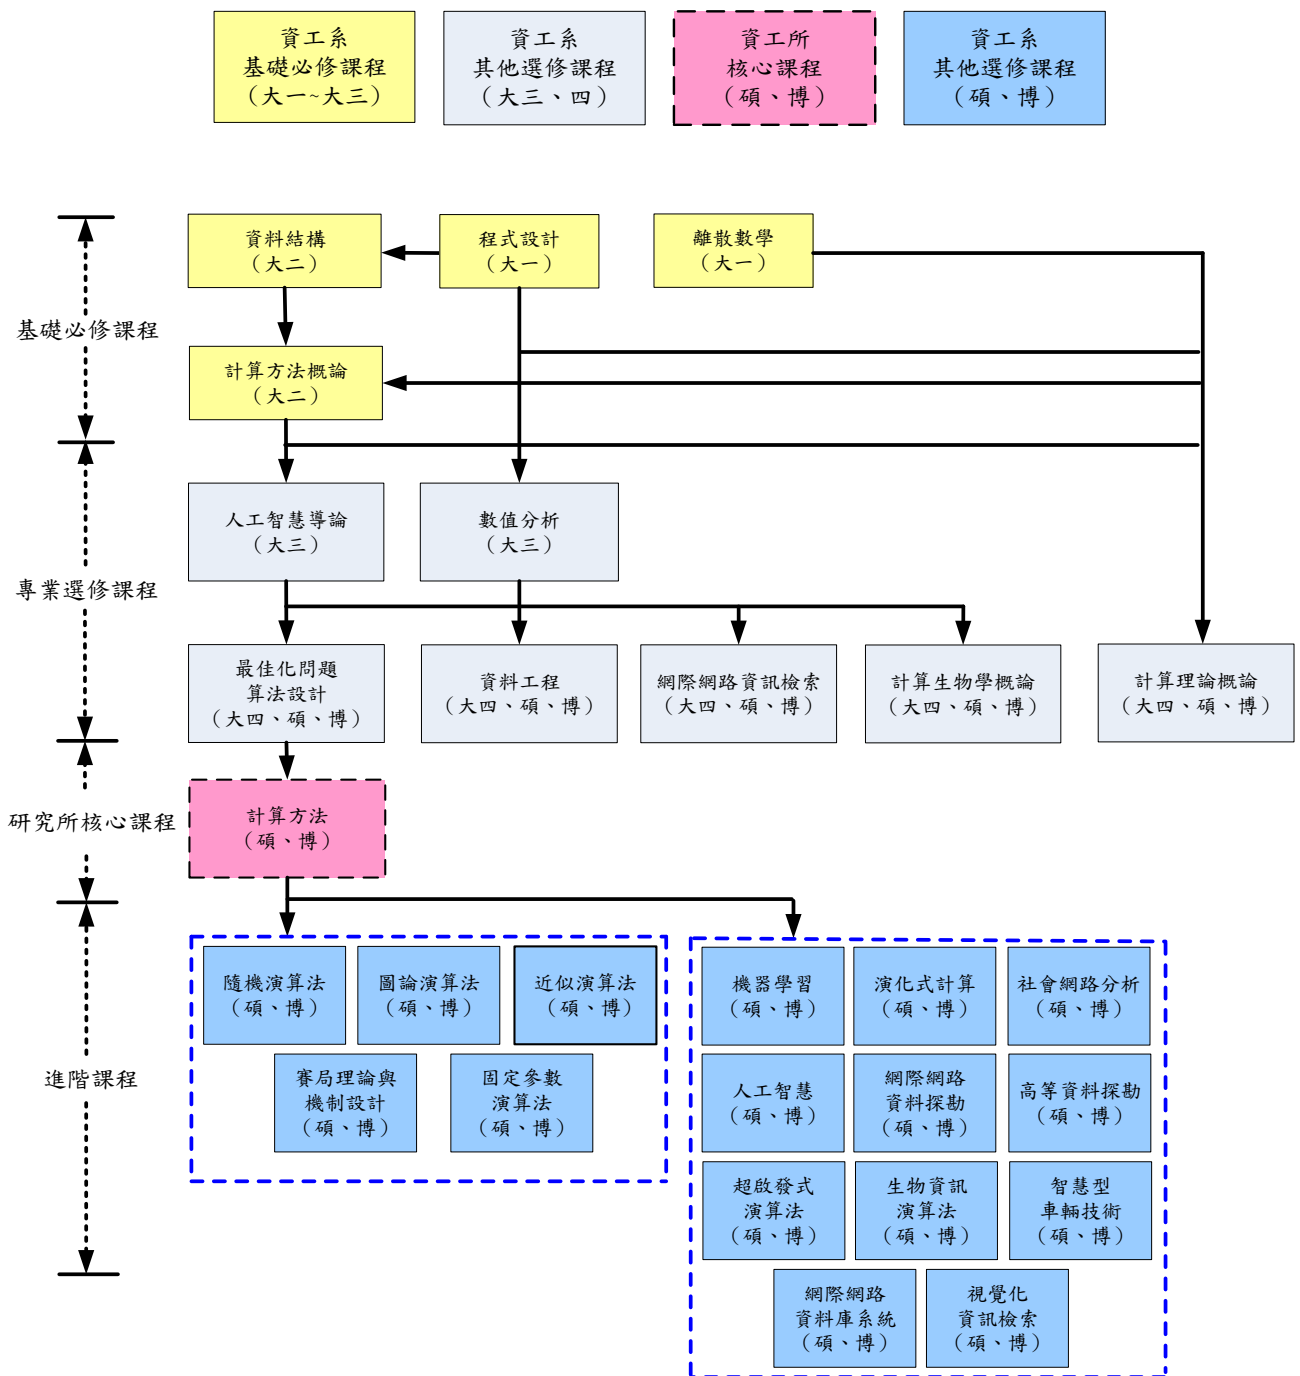 資工系
基礎必修課程
（大一~大三）
資工系
其他選修課程
（大三、四）
資工所
核心課程
（碩、博）
資工系
其他選修課程
（碩、博）
基礎必修課程
資料結構
（大二）
程式設計
（大一）
離散數學
（大一）
計算方法概論
（大二）
專業選修課程
人工智慧導論
（大三）
數值分析
（大三）
最佳化問題
算法設計
（大四、碩、博）
資料工程
（大四、碩、博）
網際網路資訊檢索
（大四、碩、博）
計算生物學概論
（大四、碩、博）
計算理論概論
（大四、碩、博）
研究所核心課程
計算方法
（碩、博）
進階課程
隨機演算法
（碩、博）
圖論演算法
（碩、博）
近似演算法
（碩、博）
賽局理論與
機制設計
（碩、博）
固定參數
演算法
（碩、博）
機器學習
（碩、博）
演化式計算
（碩、博）
社會網路分析
（碩、博）
人工智慧
（碩、博）
網際網路
資料探勘
（碩、博）
高等資料探勘
（碩、博）
超啟發式
演算法
（碩、博）
生物資訊
演算法
（碩、博）
智慧型
車輛技術
（碩、博）
網際網路
資料庫系統
（碩、博）
視覺化
資訊檢索
（碩、博）